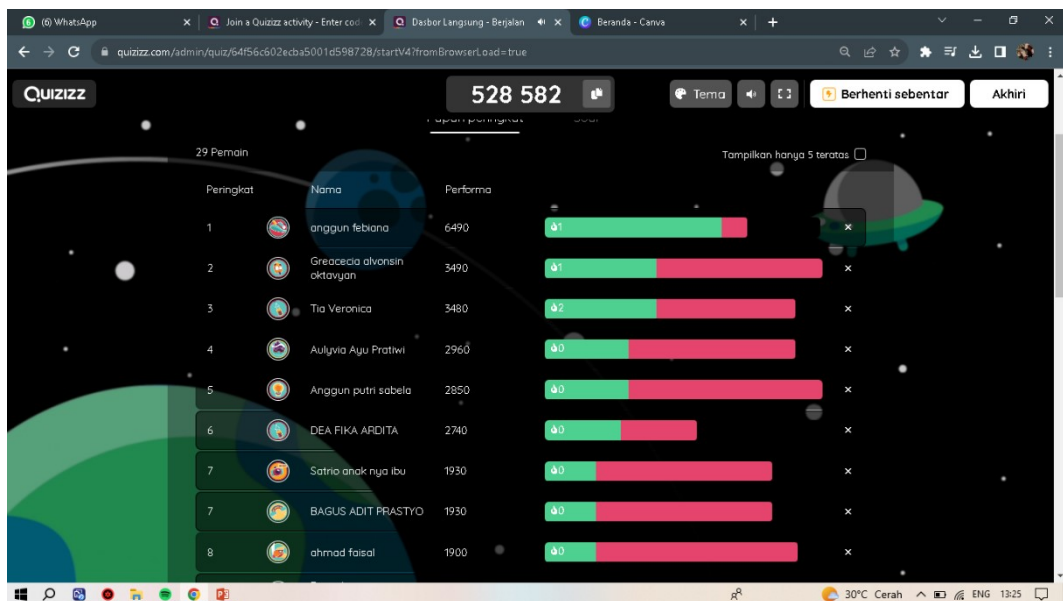 (6) WhatsApp
Join a Quizizz activity - Enter cod
Dasbor Langsung - Berjalan
Beranda - Canva
quizizz.com/admin/quiz/64f56c602ecba5001d598728/startV4?fromBrowserLoad=true
QUIZIZZ
528 582
Tema
Berhenti sebentar
Akhiri
Papan peringkat
Soal
29 Pemain
Tampilkan hanya 5 teratas
Peringkat Nama Performa
1 anggun febiana 6490 1
2 Greacecia alvonsin oktavyan 3490 1
3 Tia Veronica 3480 2
4 Aulyvia Ayu Pratiwi 2960 0
5 Anggun putri sabela 2850 0
6 DEA FIKA ARDITA 2740 0
7 Satrio anak nya ibu 1930 0
7 BAGUS ADIT PRASTYO 1930 0
8 ahmad faisal 1900 0
30°C Cerah
ENG
13:25